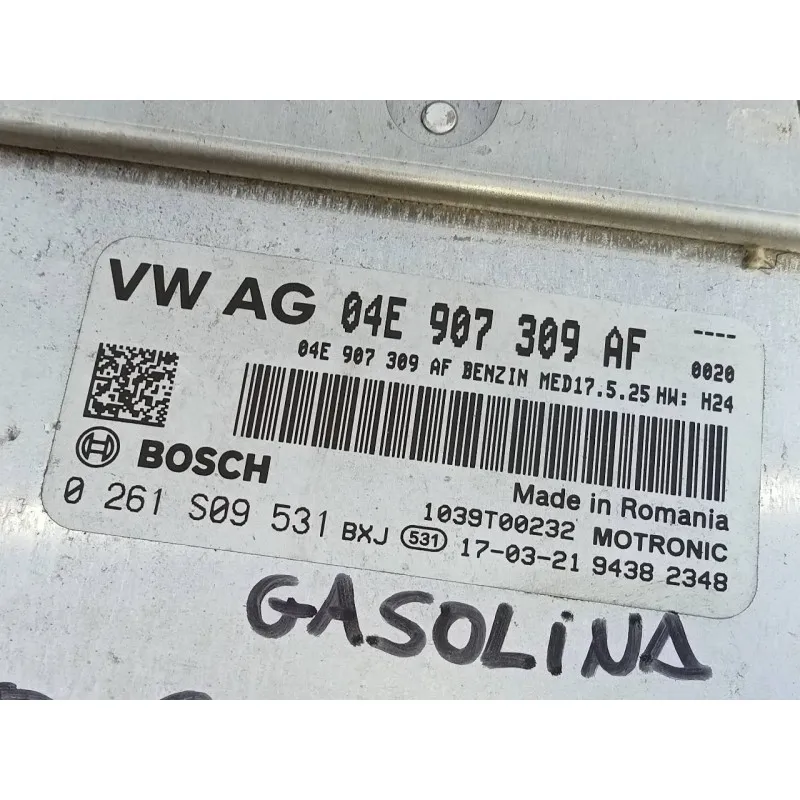 VW AG 04E 907 309 AF ----
04E 907 309 AF BENZIN MED17.5.25 HW: H24 0020
BOSCH
Made in Romania
0 261 S09 531 BXJ 531 1039T00232 MOTRONIC
17-03-21 9438 2348
GASOLINA